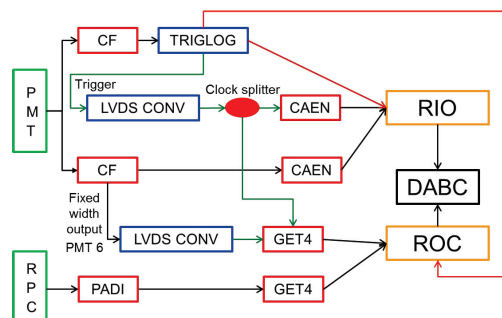 CF
TRIGLOG
Trigger
Clock splitter
P
M
T
LVDS CONV
CAEN
RIO
CF
CAEN
DABC
Fixed
width
output
PMT 6
LVDS CONV
GET4
ROC
R
P
C
PADI
GET4